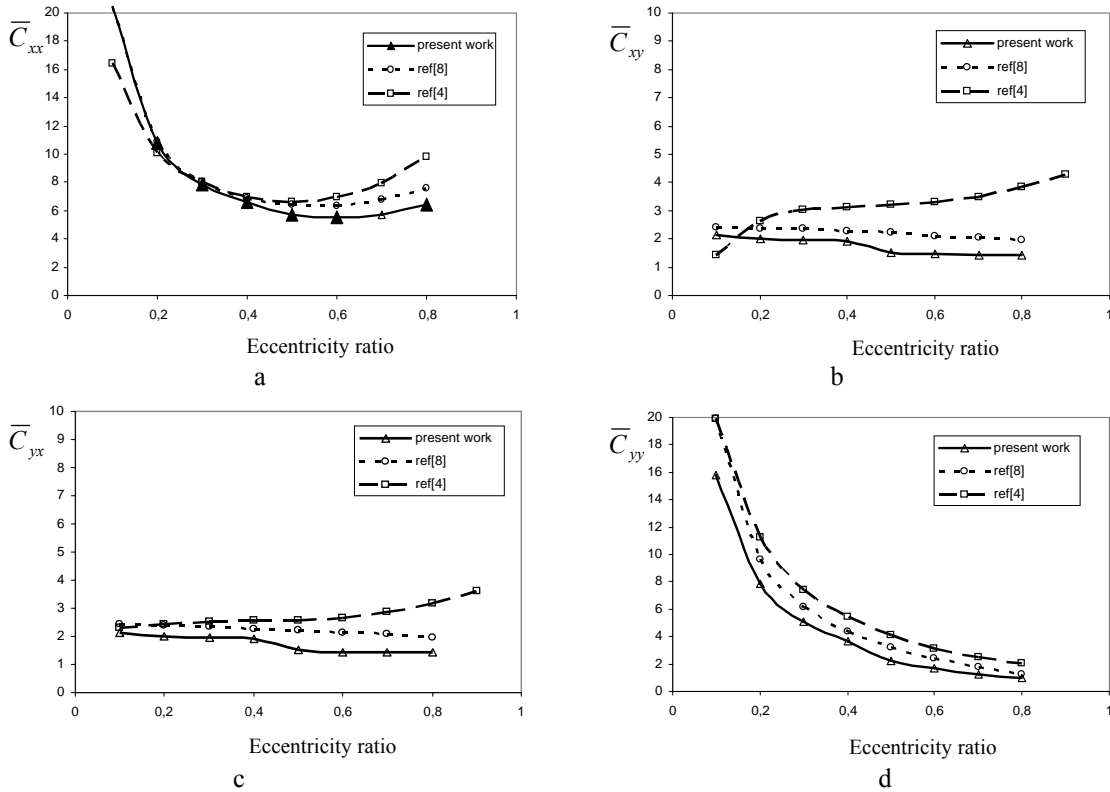 C̅xx
20
18
16
14
12
10
8
6
4
2
0
0 0,2 0,4 0,6 0,8 1
present work
ref[8]
ref[4]
Eccentricity ratio
a
C̅xy
10
9
8
7
6
5
4
3
2
1
0
0 0,2 0,4 0,6 0,8 1
present work
ref[8]
ref[4]
Eccentricity ratio
b
C̅yx
10
9
8
7
6
5
4
3
2
1
0
0 0,2 0,4 0,6 0,8 1
present work
ref[8]
ref[4]
Eccentricity ratio
c
C̅yy
20
18
16
14
12
10
8
6
4
2
0
0 0,2 0,4 0,6 0,8 1
present work
ref[8]
ref[4]
Eccentricity ratio
d